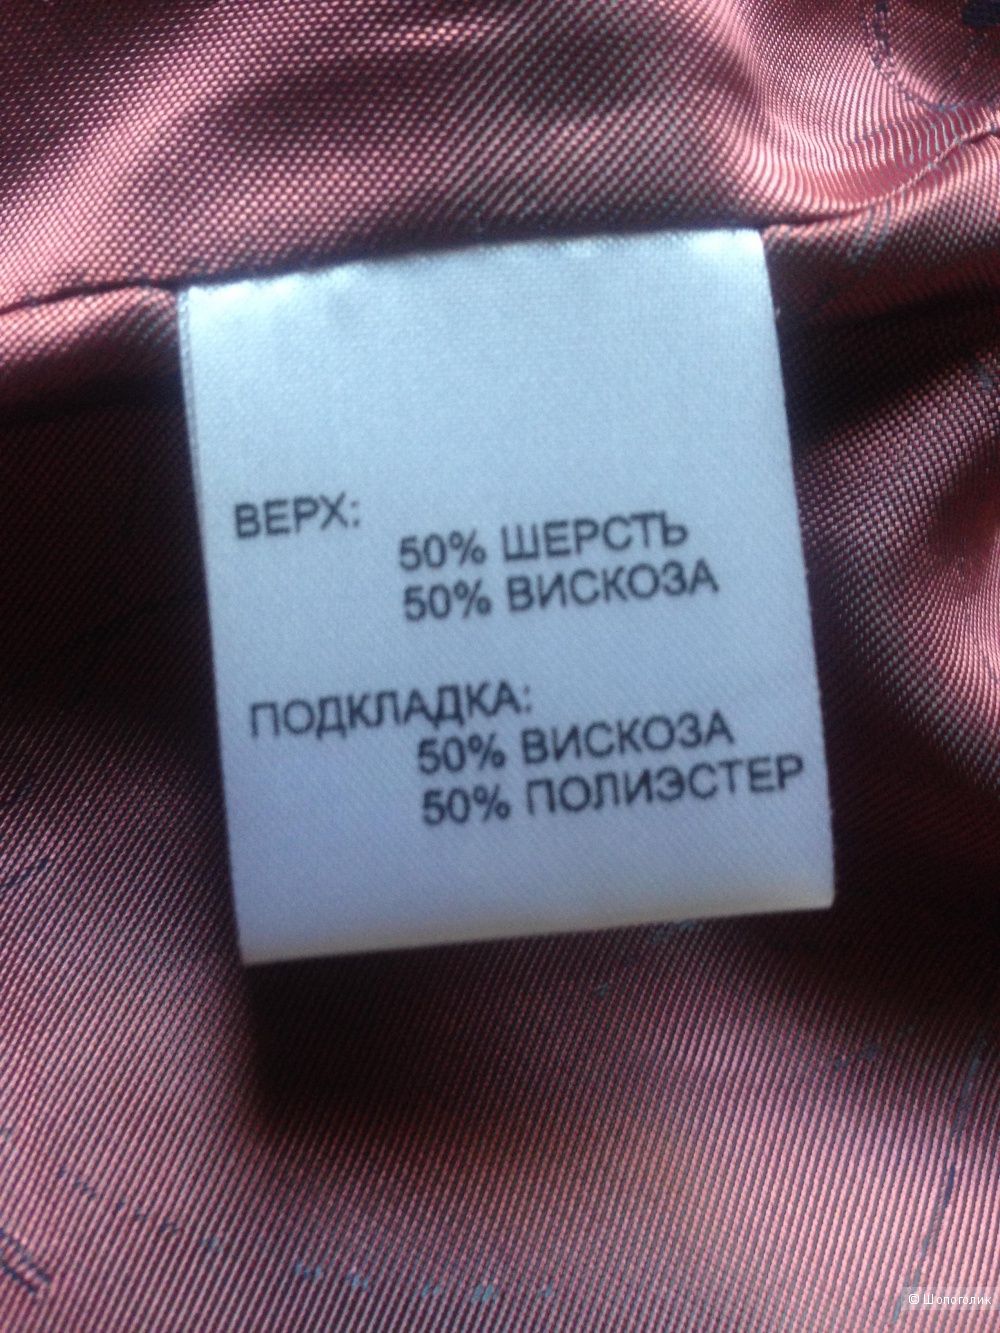 ВЕРХ:
50% ШЕРСТЬ
50% ВИСКОЗА
ПОДКЛАДКА:
50% ВИСКОЗА
50% ПОЛИЭСТЕР
© Шопоголик